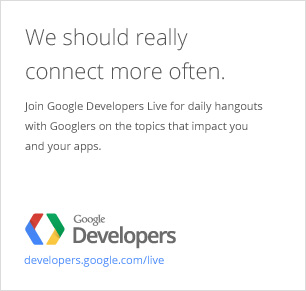 We should really
connect more often.
Join Google Developers Live for daily hangouts
with Googlers on the topics that impact you
and your apps.
Google
Developers
developers.google.com/live